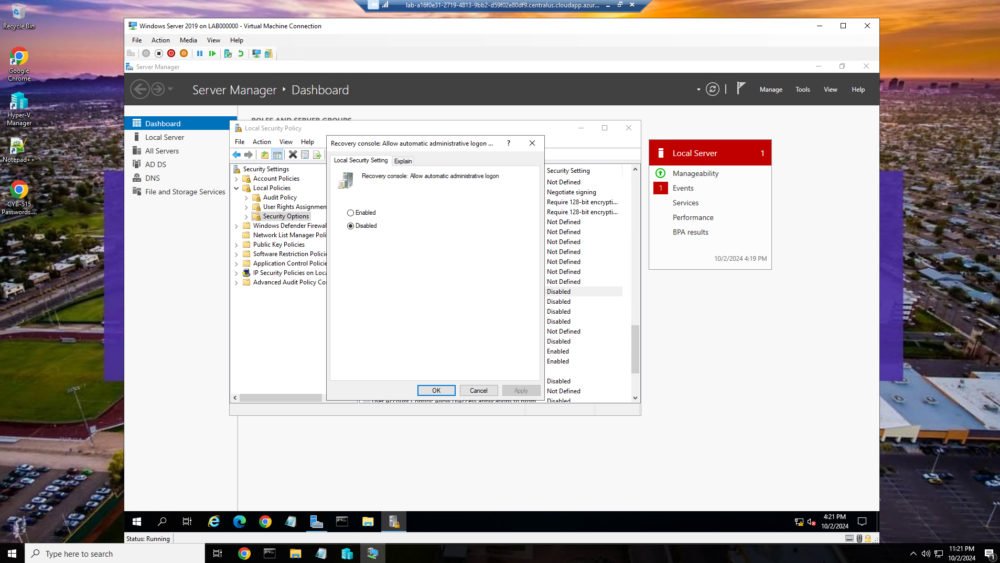 lab-a16f0e31-2719-4813-9bb2-d59f02e80df9.centralus.cloudapp.azur...
Recycle Bin
Google
Chrome
Hyper-V
Manager
Notepad++
CYB-515
Passwords....
Windows Server 2019 on LAB000000 - Virtual Machine Connection
File Action Media View Help
Server Manager
Server Manager ‣ Dashboard
Manage Tools View Help
Dashboard
Local Server
All Servers
AD DS
DNS
File and Storage Services
ROLES AND SERVER GROUPS
Local Security Policy
File Action View Help
Security Settings
Account Policies
Local Policies
Audit Policy
User Rights Assignmen
Security Options
Windows Defender Firewal
Network List Manager Poli
Public Key Policies
Software Restriction Policie
Application Control Policie
IP Security Policies on Loca
Advanced Audit Policy Co
Recovery console: Allow automatic administrative logon ...
?
Local Security Setting Explain
Recovery console: Allow automatic administrative logon
Enabled
Disabled
OK Cancel Apply
Security Setting
Not Defined
Negotiate signing
Require 128-bit encrypti...
Require 128-bit encrypti...
Not Defined
Not Defined
Not Defined
Not Defined
Not Defined
Not Defined
Not Defined
Disabled
Disabled
Disabled
Disabled
Not Defined
Disabled
Enabled
Enabled
Disabled
Not Defined
Disabled
User Account Control: Allow UIAccess applications to prom
Local Server 1
Manageability
1 Events
Services
Performance
BPA results
10/2/2024 4:19 PM
4:21 PM
10/2/2024
Status: Running
Type here to search
11:21 PM
10/2/2024
1